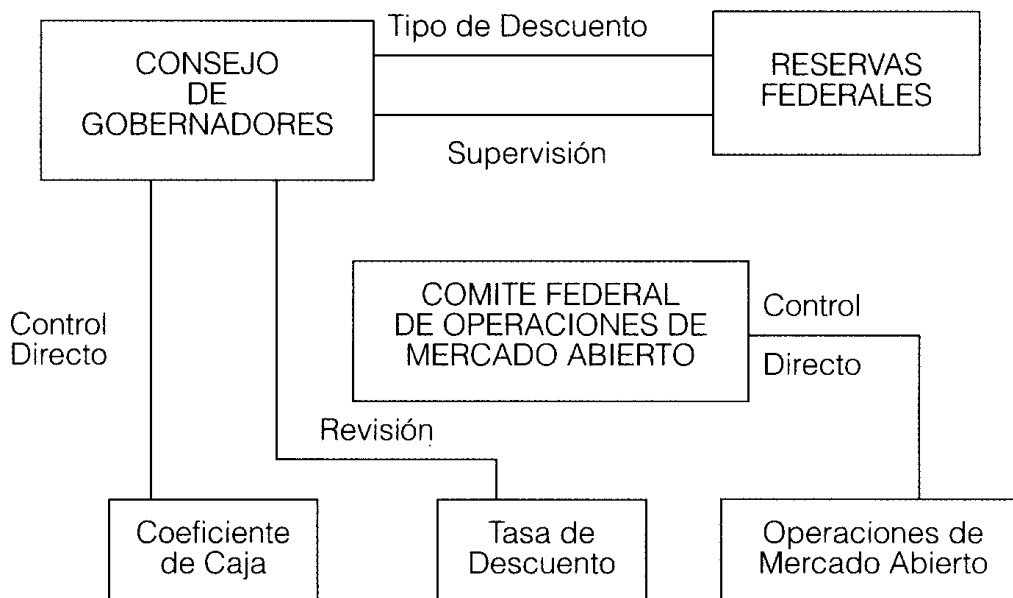 Tipo de Descuento
CONSEJO
DE
GOBERNADORES
RESERVAS
FEDERALES
Supervisión
COMITE FEDERAL
DE OPERACIONES DE
MERCADO ABIERTO
Control
Directo
Control
Directo
Revisión
Coeficiente
de Caja
Tasa de
Descuento
Operaciones de
Mercado Abierto